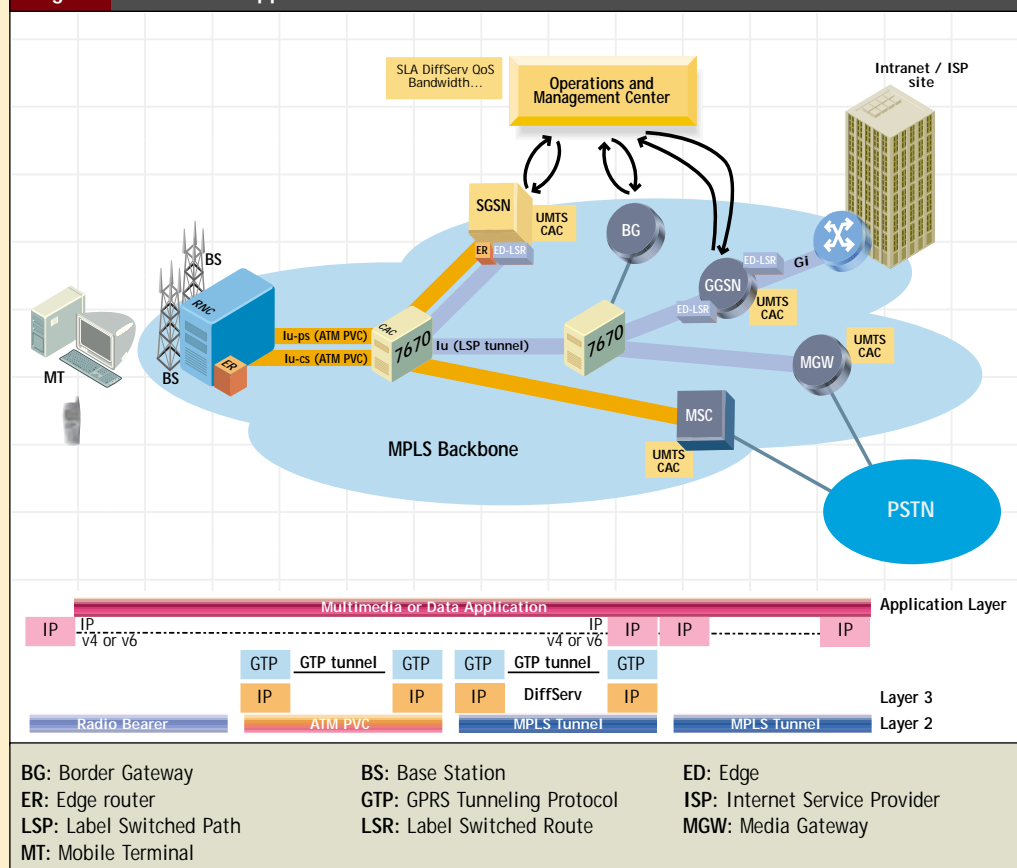 SLA DiffServ QoS
Bandwidth...
Operations and
Management Center
Intranet / ISP
site
SGSN
UMTS
CAC
BG
ER
ED-LSR
BS
RNC
CAC
7670
Iu-ps (ATM PVC)
Iu-cs (ATM PVC)
ER
BS
MT
Iu (LSP tunnel)
7670
ED-LSR
GGSN
ED-LSR
Gi
UMTS
CAC
MGW
UMTS
CAC
MSC
UMTS
CAC
MPLS Backbone
PSTN
Multimedia or Data Application
Application Layer
IP
IP
v4 or v6
IP
v4 or v6
IP
IP
IP
GTP
GTP tunnel
GTP
GTP
GTP tunnel
GTP
IP
IP
IP
DiffServ
IP
Layer 3
Radio Bearer
ATM PVC
MPLS Tunnel
MPLS Tunnel
Layer 2
BG: Border Gateway
BS: Base Station
ED: Edge
ER: Edge router
GTP: GPRS Tunneling Protocol
ISP: Internet Service Provider
LSP: Label Switched Path
LSR: Label Switched Route
MGW: Media Gateway
MT: Mobile Terminal